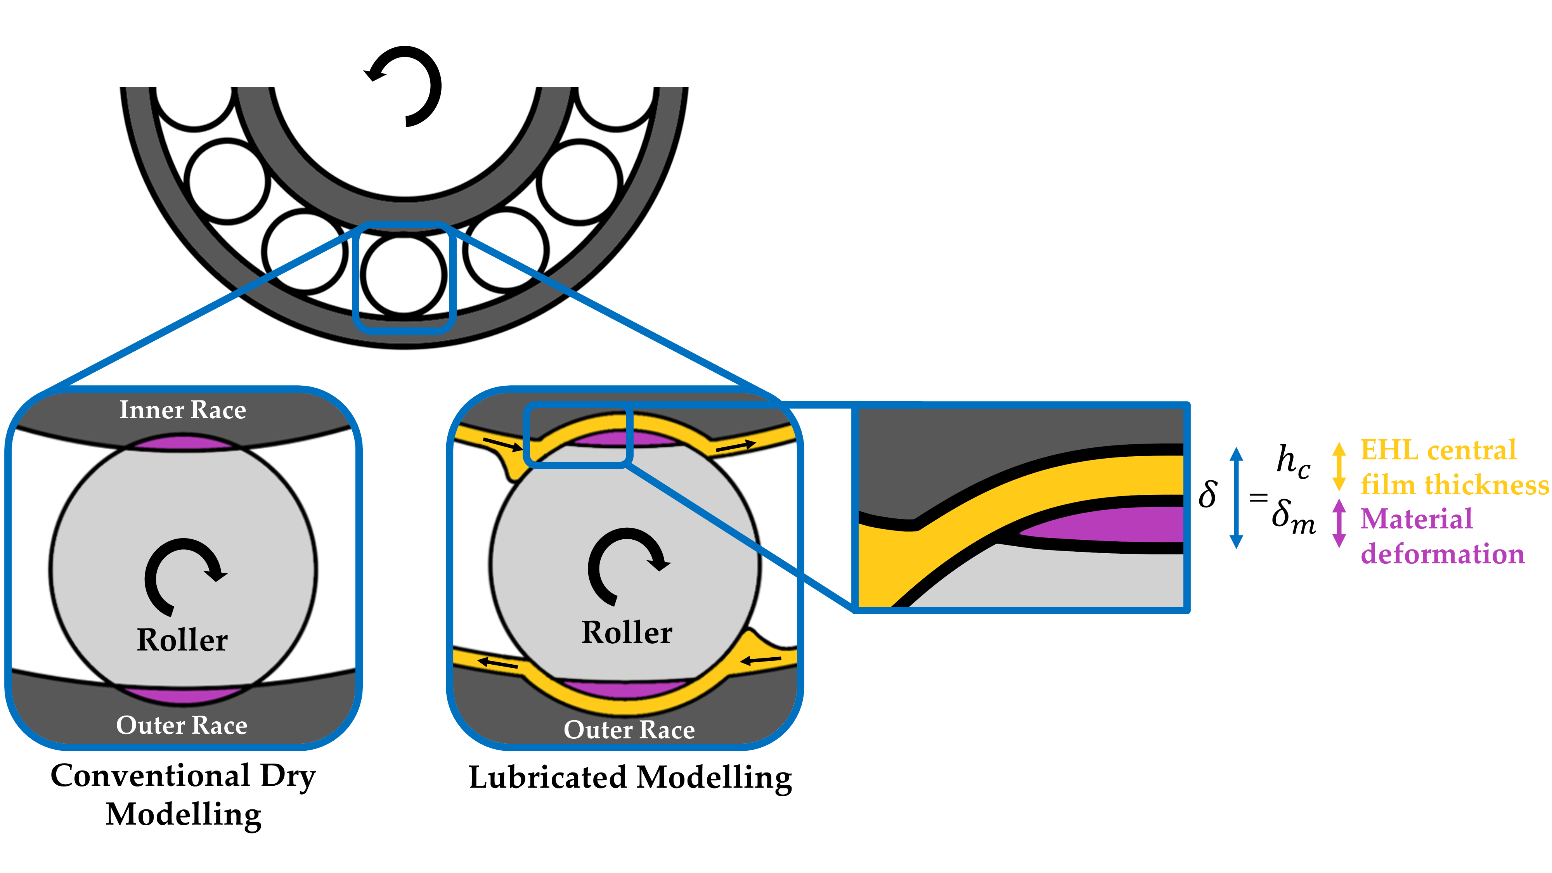 Inner Race
Roller
Outer Race
Conventional Dry
Modelling
Roller
Outer Race
Lubricated Modelling
δ
=
h_c
δ_m
EHL central
film thickness
Material
deformation